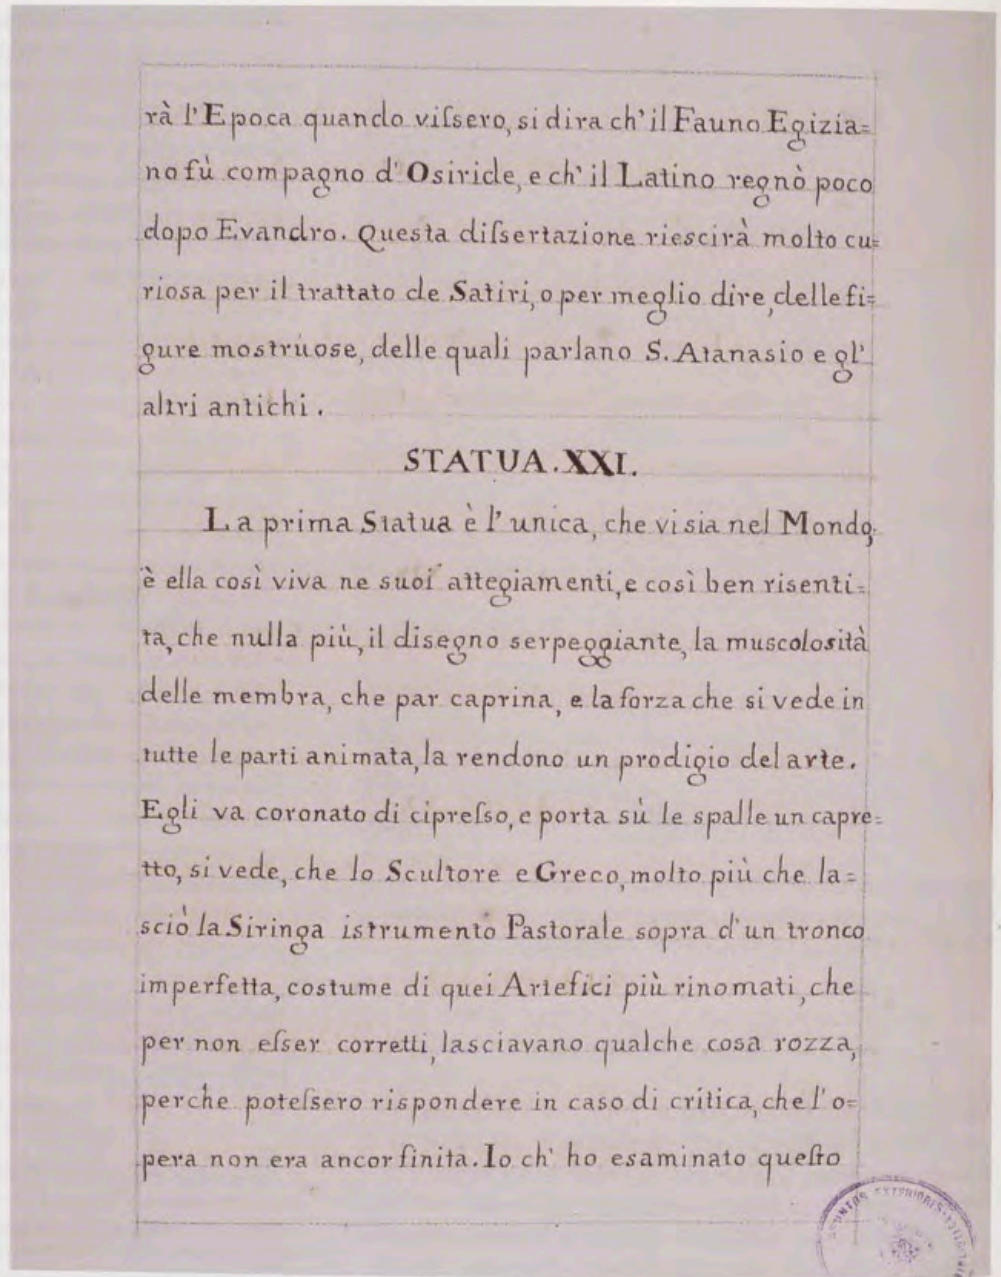 rà l'Epoca quando viſsero, si dira ch'il Fauno Egizia=
no fù compagno d'Osiride, e ch'il Latino regnò poco
dopo Evandro. Questa diſsertazione riescirà molto cu=
riosa per il trattato de Satiri, o per meglio dire, delle fi=
gure mostruose, delle quali parlano S. Atanasio e gl'
altri antichi.
STATUA. XXI.
La prima Statua è l'unica, che vi sia nel Mondo.
è ella così viva ne suoi attegiamenti, e così ben risenti=
ta, che nulla più, il disegno serpeggiante, la muscolosità
delle membra, che par caprina, e la forza che si vede in
tutte le parti animata, la rendono un prodigio del arte.
Egli va coronato di cipreſso, e porta sù le spalle un capre=
tto, si vede, che lo Scultore e Greco, molto più che la=
sciò la Siringa istrumento Pastorale sopra d'un tronco
imperfetta, costume di quei Artefici più rinomati, che
per non eſser corretti, lasciavano qualche cosa rozza,
perche poteſsero rispondere in caso di critica, che l'o=
pera non era ancor finita. Io ch'ho esaminato queſto
ASUNTOS EXTERIORES